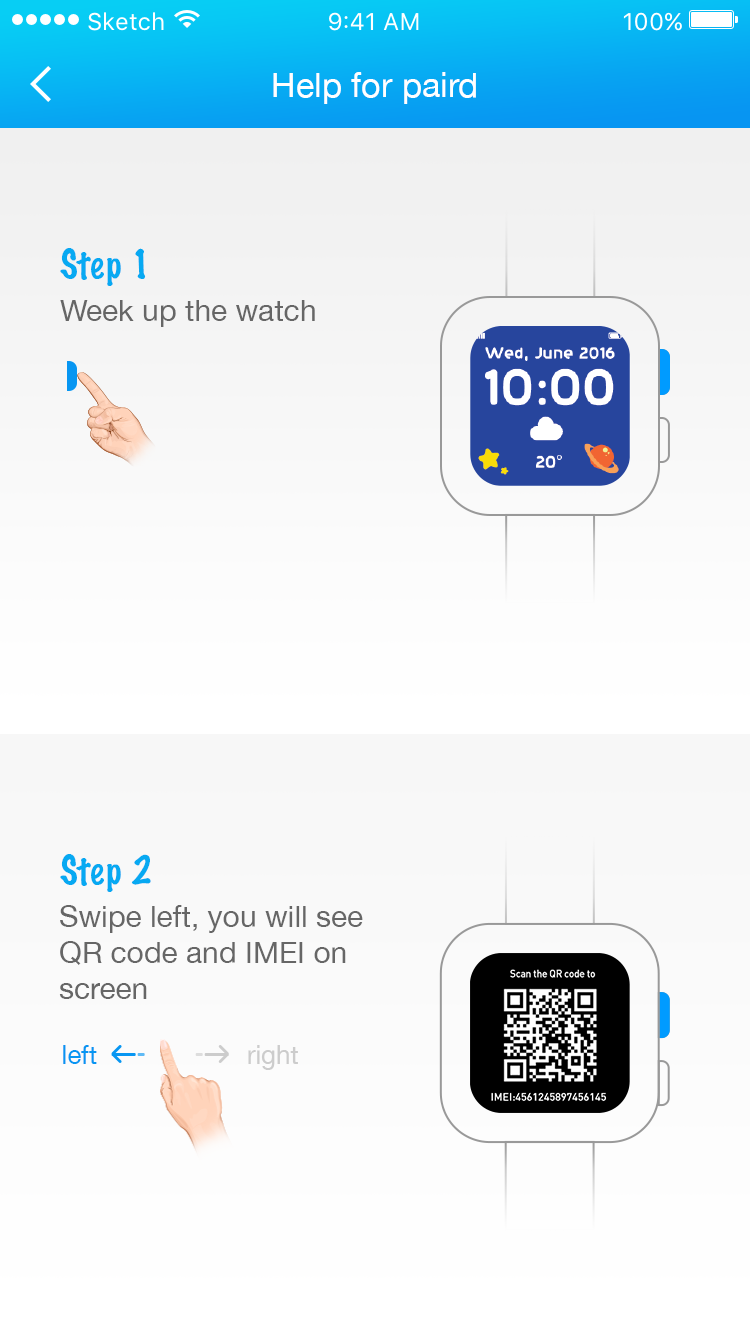 Sketch 9:41 AM 100%
Help for paird
Step 1
Week up the watch
Wed, June 2016
10:00
20°
Step 2
Swipe left, you will see
QR code and IMEI on
screen
left right
Scan the QR code to
IMEI:4561245897456145